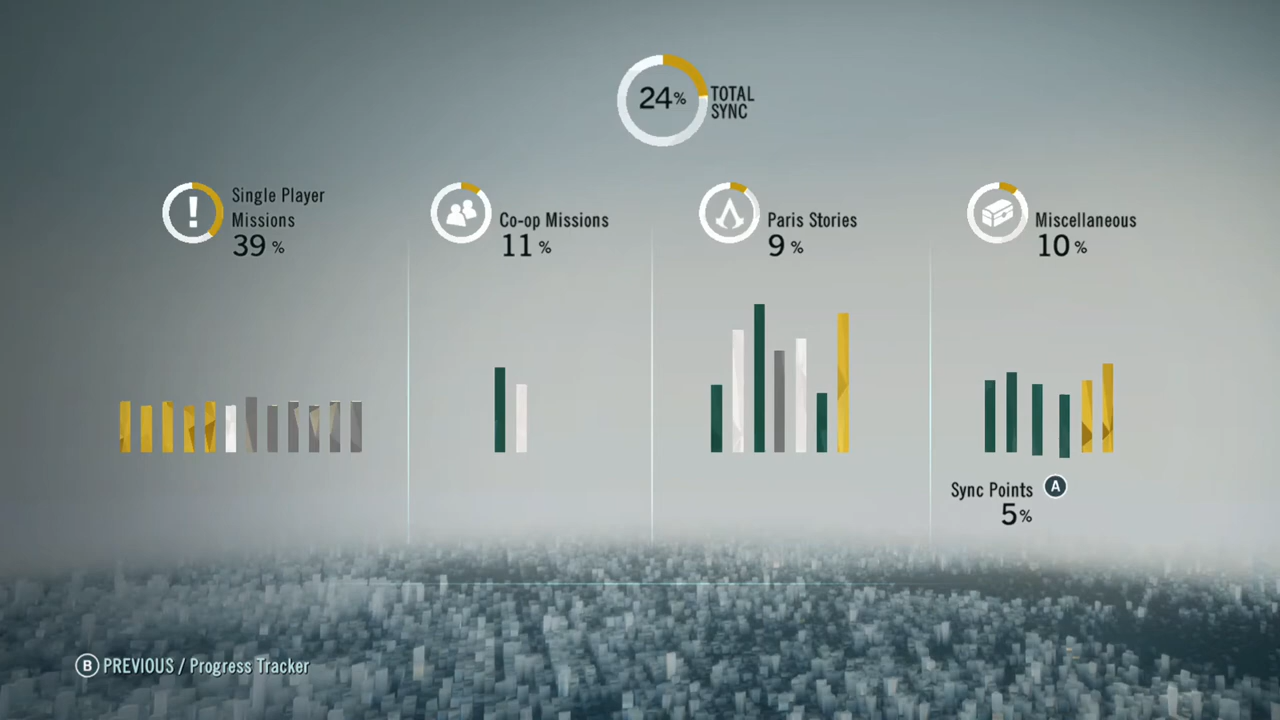 24%
TOTAL
SYNC
Single Player
Missions
39 %
Co-op Missions
11 %
Paris Stories
9 %
Miscellaneous
10 %
Sync Points A
5%
B PREVIOUS / Progress Tracker